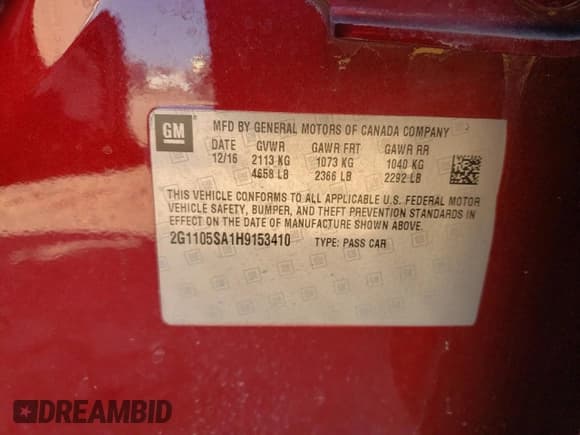 GM
MFD BY GENERAL MOTORS OF CANADA COMPANY
DATE GVWR GAWR FRT GAWR RR
12/16 2113 KG 1073 KG 1040 KG
4658 LB 2366 LB 2292 LB
THIS VEHICLE CONFORMS TO ALL APPLICABLE U.S. FEDERAL MOTOR
VEHICLE SAFETY, BUMPER, AND THEFT PREVENTION STANDARDS IN
EFFECT ON THE DATE OF MANUFACTURE SHOWN ABOVE.
2G1105SA1H9153410 TYPE: PASS CAR
DREAMBID